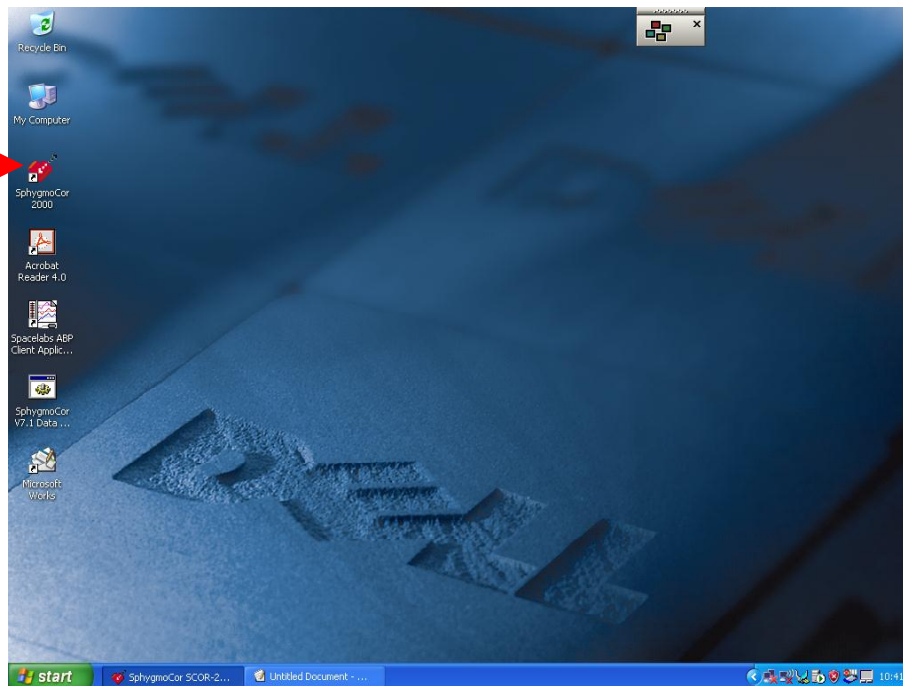 Recycle Bin
My Computer
SphygmoCor
2000
Acrobat
Reader 4.0
Spacelabs ABP
Client Applic...
SphygmoCor
V7.1 Data ...
Microsoft
Works
DELL
start
SphygmoCor SCOR-2...
Untitled Document - ...
10:41